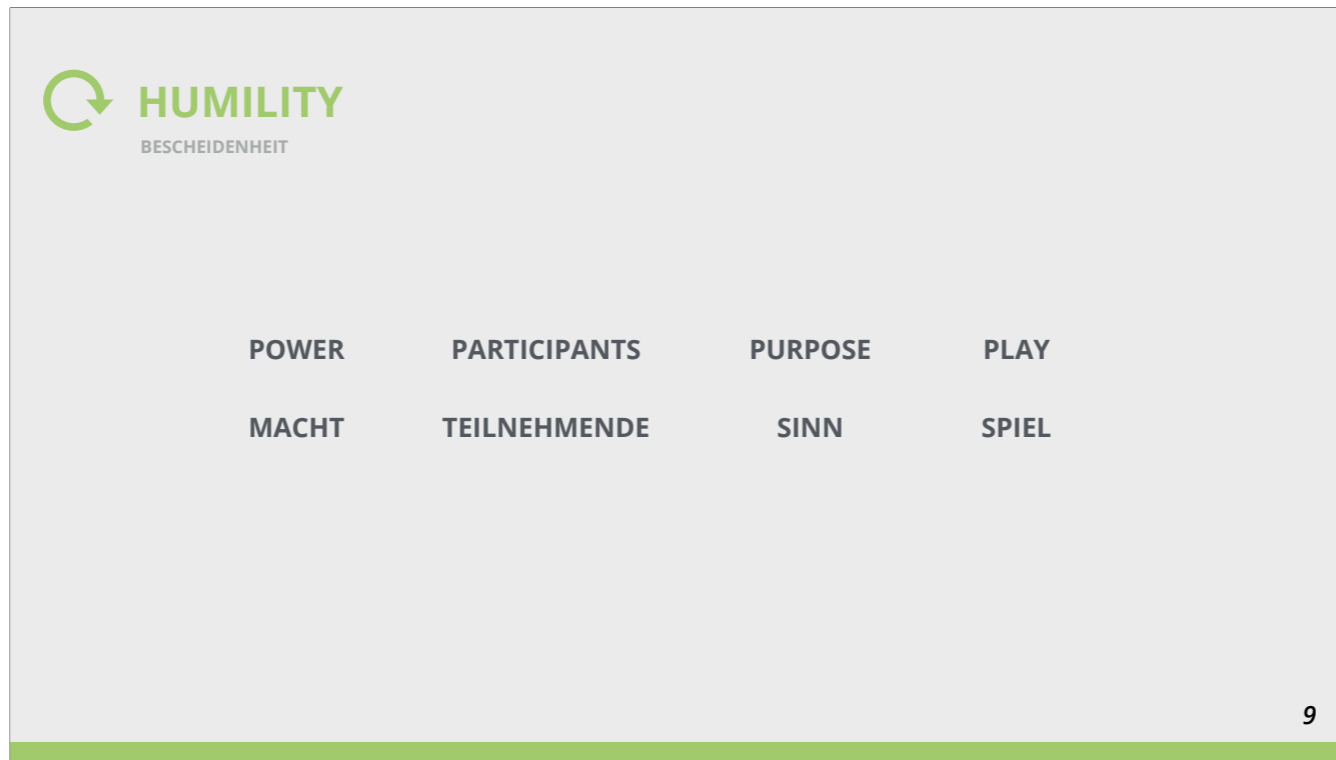 HUMILITY
BESCHEIDENHEIT
POWER PARTICIPANTS PURPOSE PLAY
MACHT TEILNEHMENDE SINN SPIEL
9